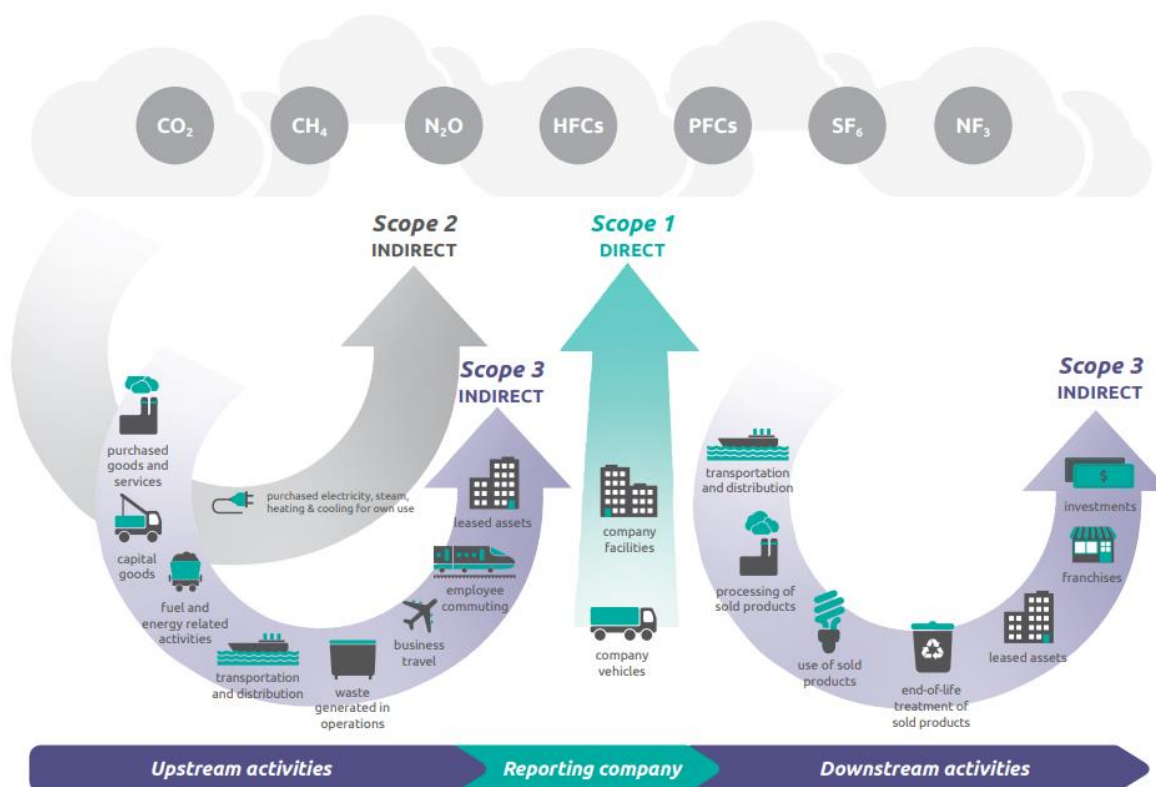 CO₂ CH₄ N₂O HFCs PFCs SF₆ NF₃
Scope 2
INDIRECT
Scope 1
DIRECT
Scope 3
INDIRECT
Scope 3
INDIRECT
purchased
goods and
services
purchased electricity, steam,
heating & cooling for own use
capital
goods
fuel and
energy related
activities
transportation
and distribution
waste
generated in
operations
business
travel
employee
commuting
leased assets
company
facilities
company
vehicles
transportation
and distribution
processing of
sold products
use of sold
products
end-of-life
treatment of
sold products
leased assets
franchises
$
investments
Upstream activities
Reporting company
Downstream activities